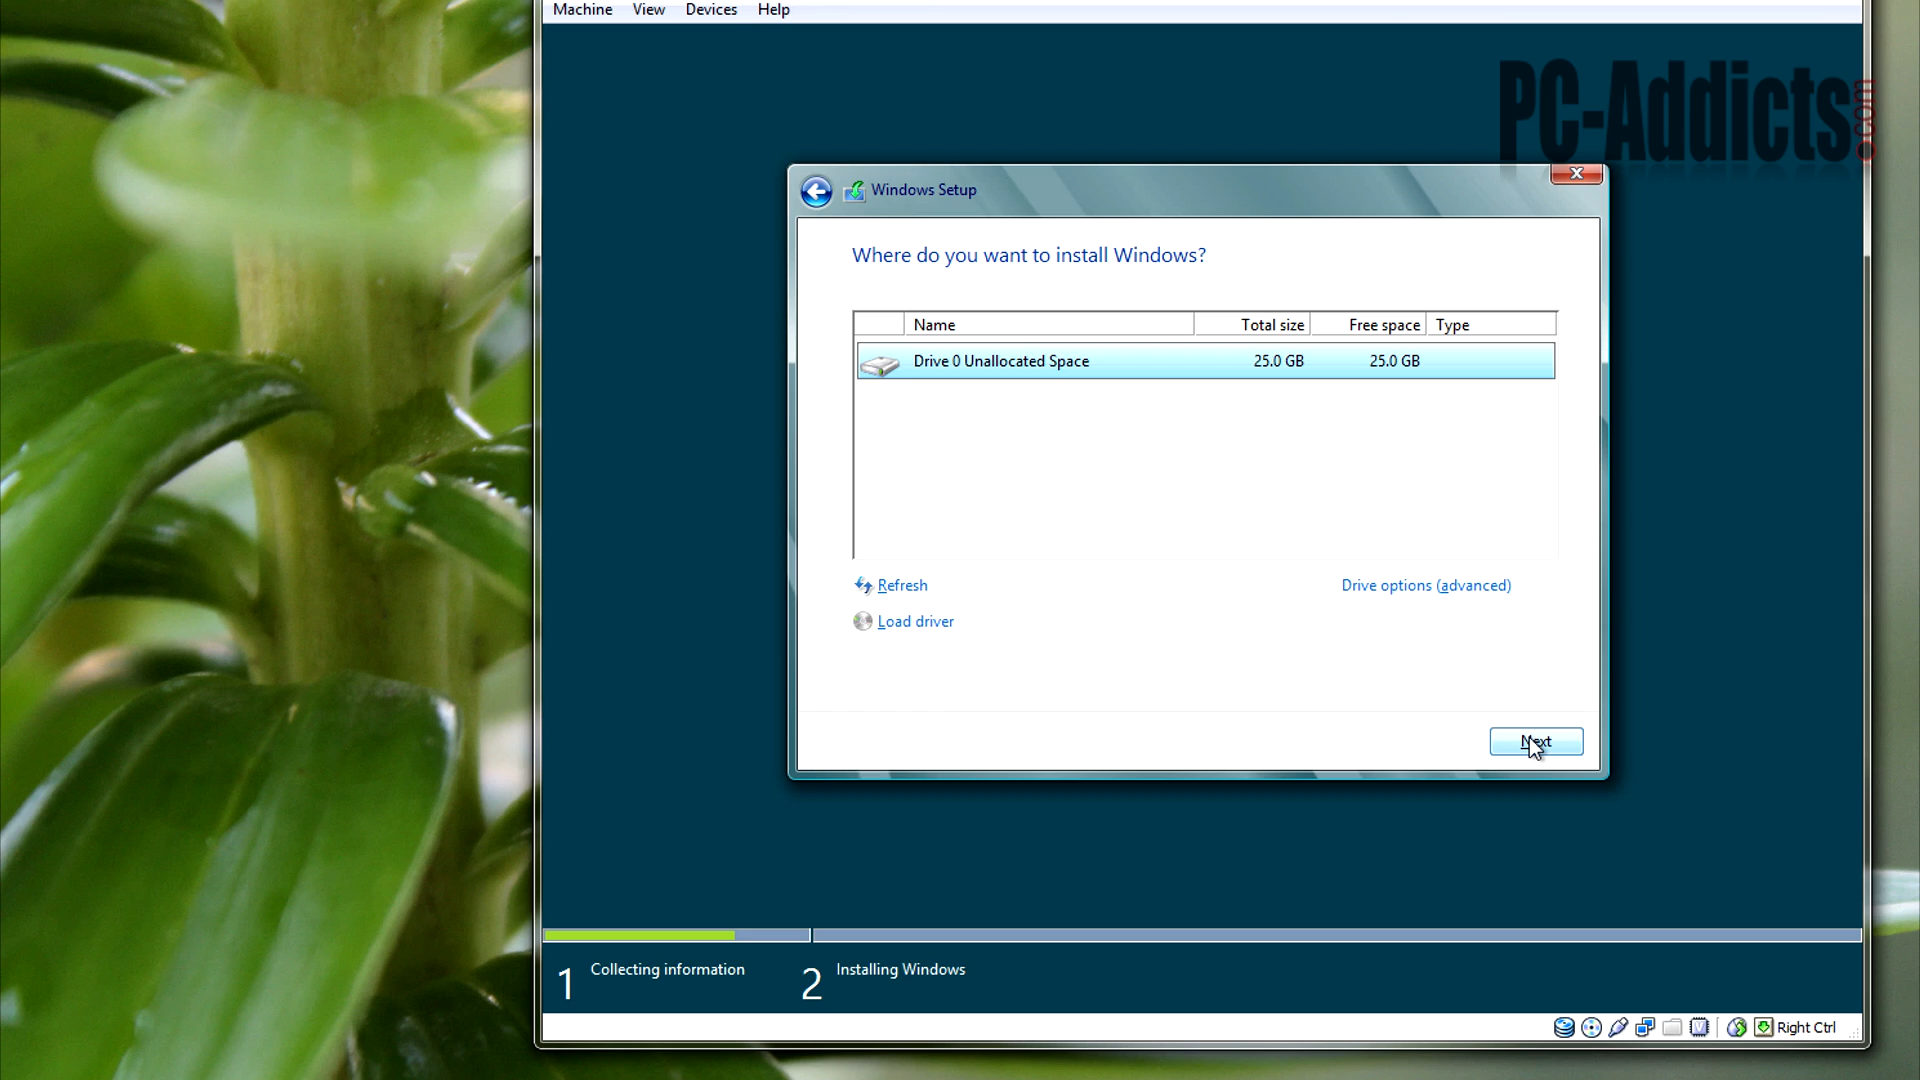 Machine View Devices Help
PC-Addicts.com
Windows Setup
Where do you want to install Windows?
Name Total size Free space Type
Drive 0 Unallocated Space 25.0 GB 25.0 GB
Refresh Drive options (advanced)
Load driver
Next
1 Collecting information 2 Installing Windows
Right Ctrl